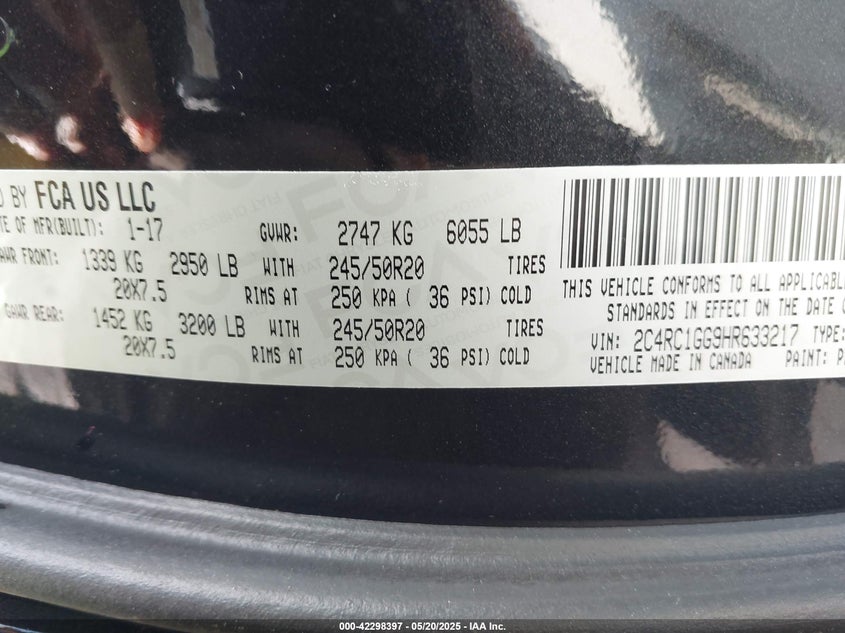 D BY FCA US LLC
TE OF MFR(BUILT): 1-17 GVWR: 2747 KG 6055 LB
AWR FRONT: 1339 KG 2950 LB WITH 245/50R20 TIRES
20X7.5 RIMS AT 250 KPA ( 36 PSI) COLD
GAWR REAR: 1452 KG 3200 LB WITH 245/50R20 TIRES
20X7.5 RIMS AT 250 KPA ( 36 PSI) COLD
THIS VEHICLE CONFORMS TO ALL APPLICABLE
STANDARDS IN EFFECT ON THE DATE
VIN: 2C4RC1GG9HR633217 TYPE:
VEHICLE MADE IN CANADA PAINT: P
000-42298397 - 05/20/2025 - IAA Inc.